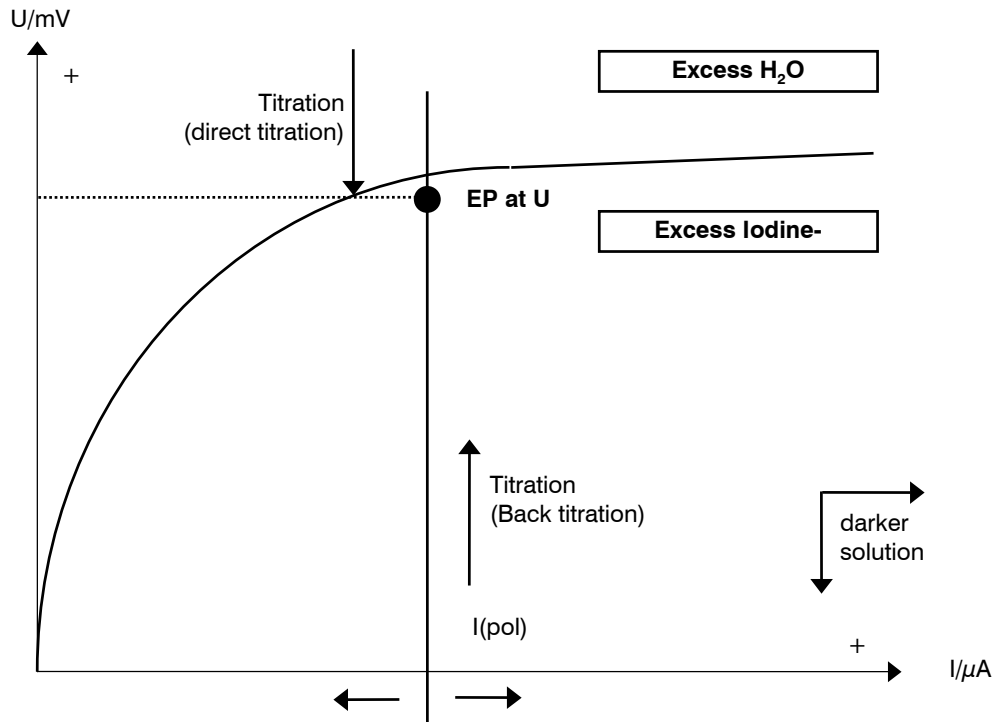 U/mV
+
Excess H₂O
Titration
(direct titration)
EP at U
Excess Iodine-
Titration
(Back titration)
darker
solution
I(pol)
+
I/µA